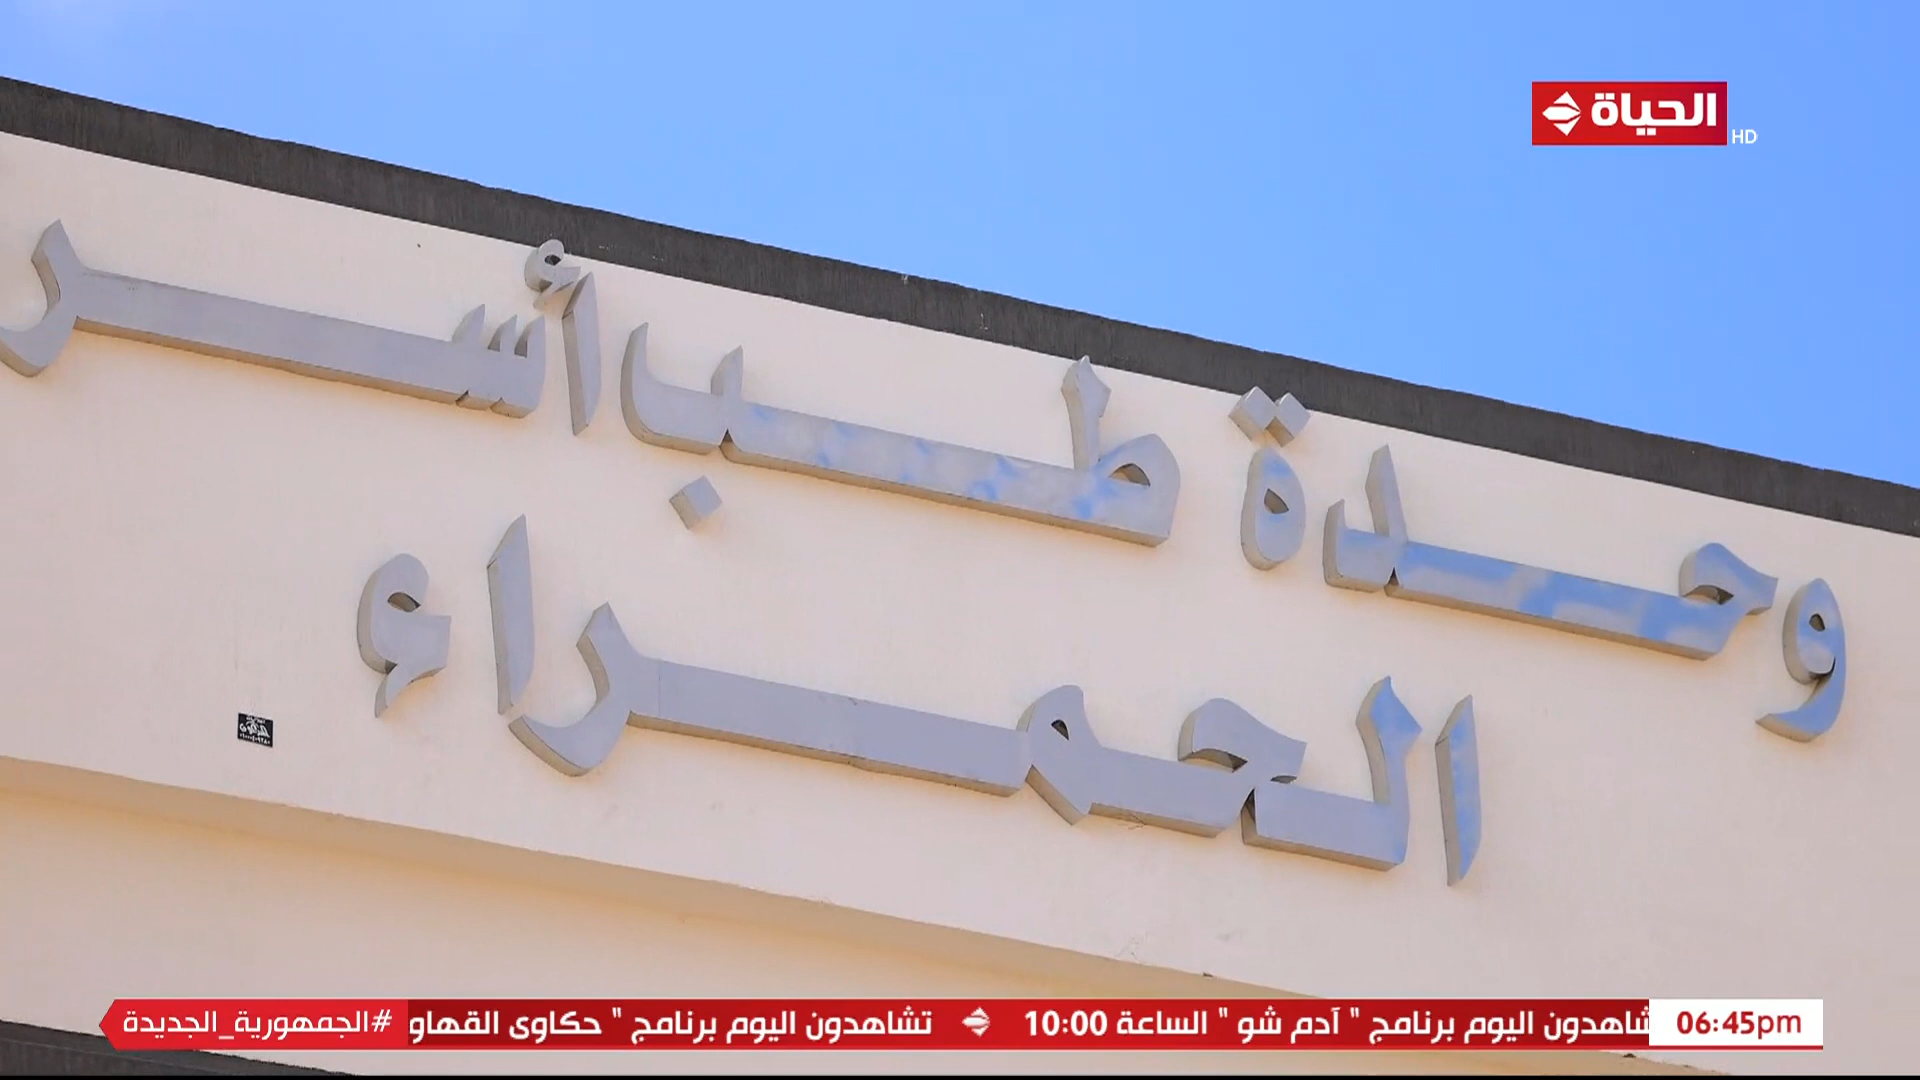 الحياة
HD
وحدة طب أسر
الحمراء
06:45pm
شاهدون اليوم برنامج " آدم شو " الساعة 10:00 تشاهدون اليوم برنامج " حكاوى القهاو
#الجمهورية_الجديدة